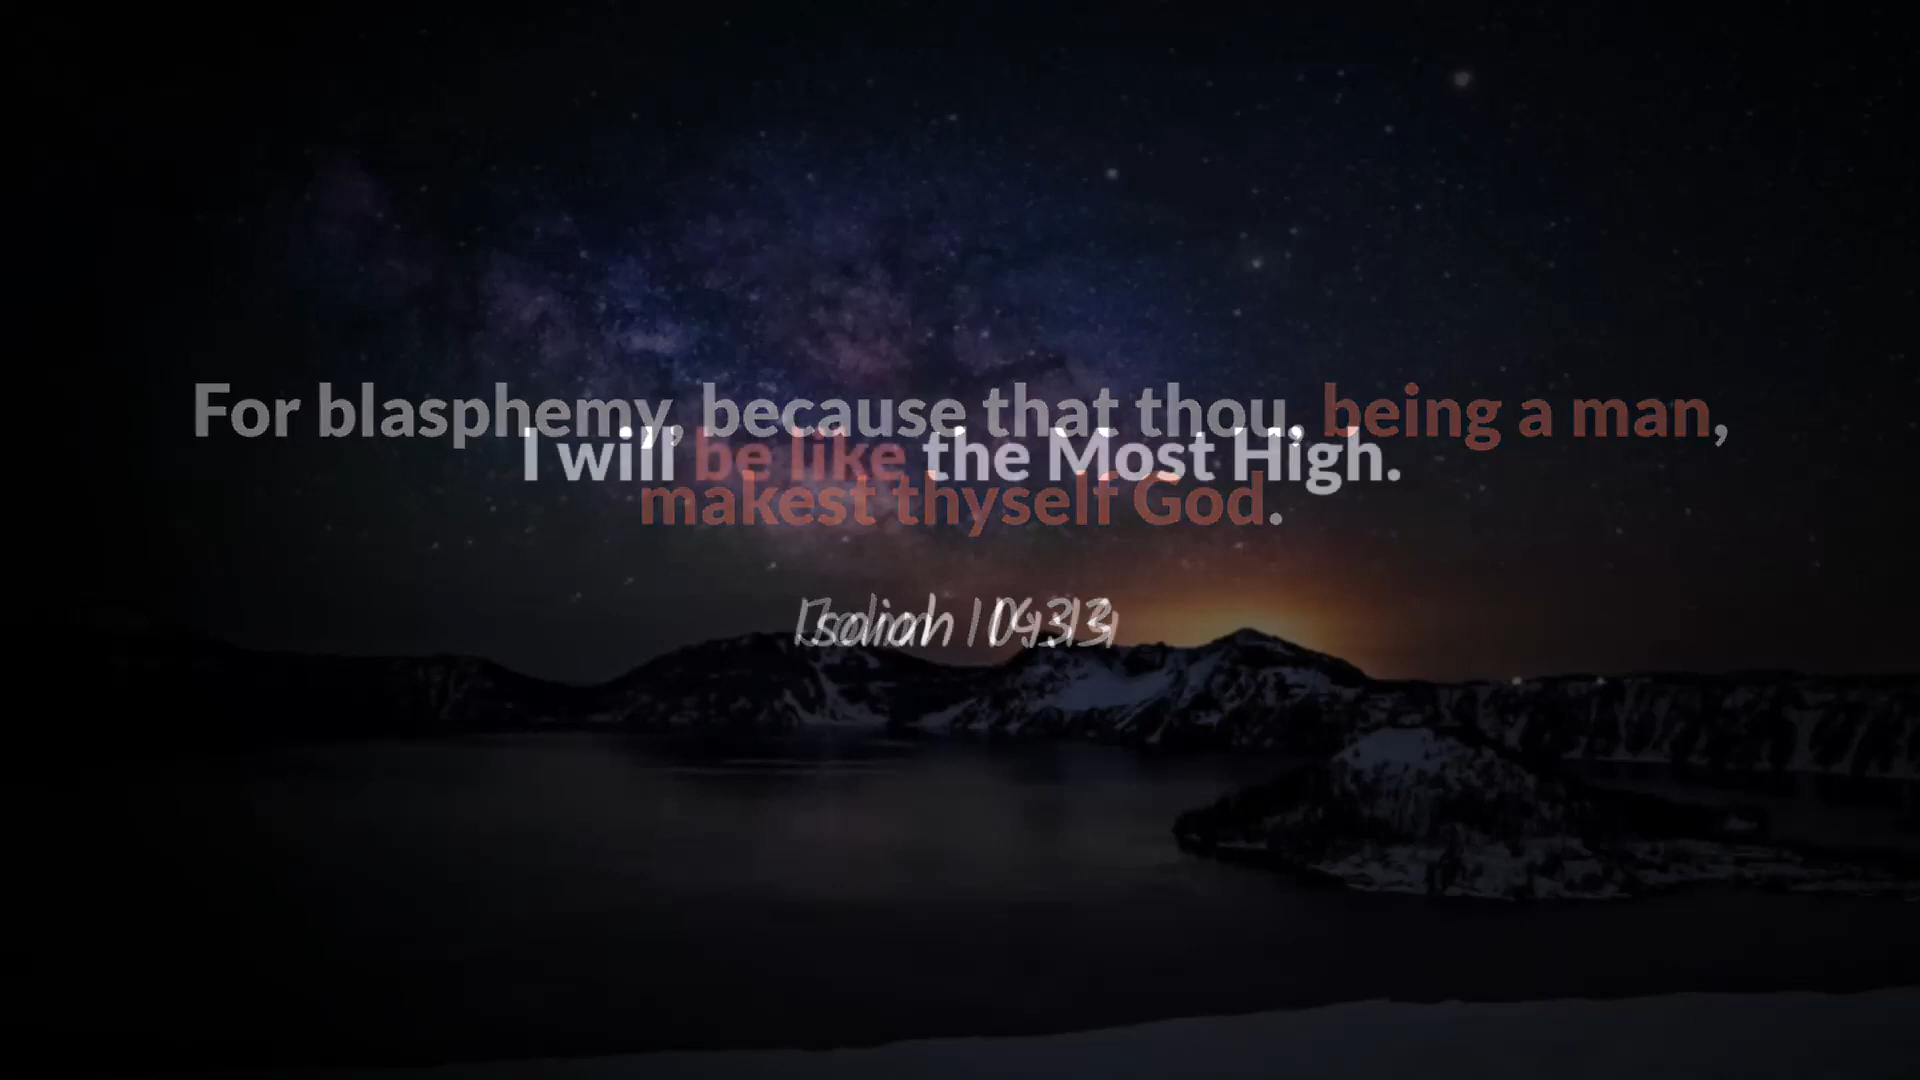 For blasphemy, because that thou, being a man,
I will be like the Most High.
makest thyself God.